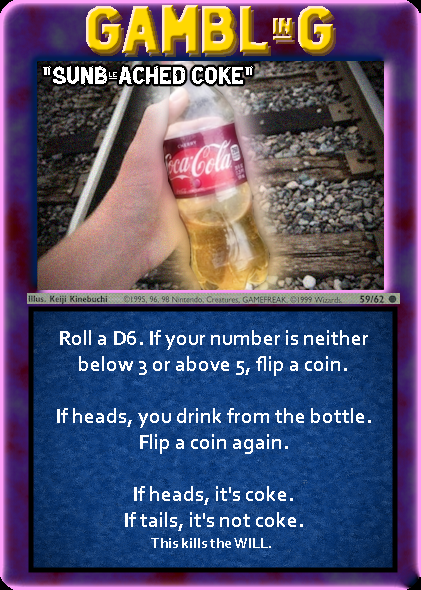 GAMBLING
"SUNBLEACHED COKE"
CHERRY
Coca-Cola
Illus. Keiji Kinebuchi ©1995, 96, 98 Nintendo, Creatures, GAMEFREAK. ©1999 Wizards. 59/62
Roll a D6. If your number is neither
below 3 or above 5, flip a coin.
If heads, you drink from the bottle.
Flip a coin again.
If heads, it's coke.
If tails, it's not coke.
This kills the WILL.